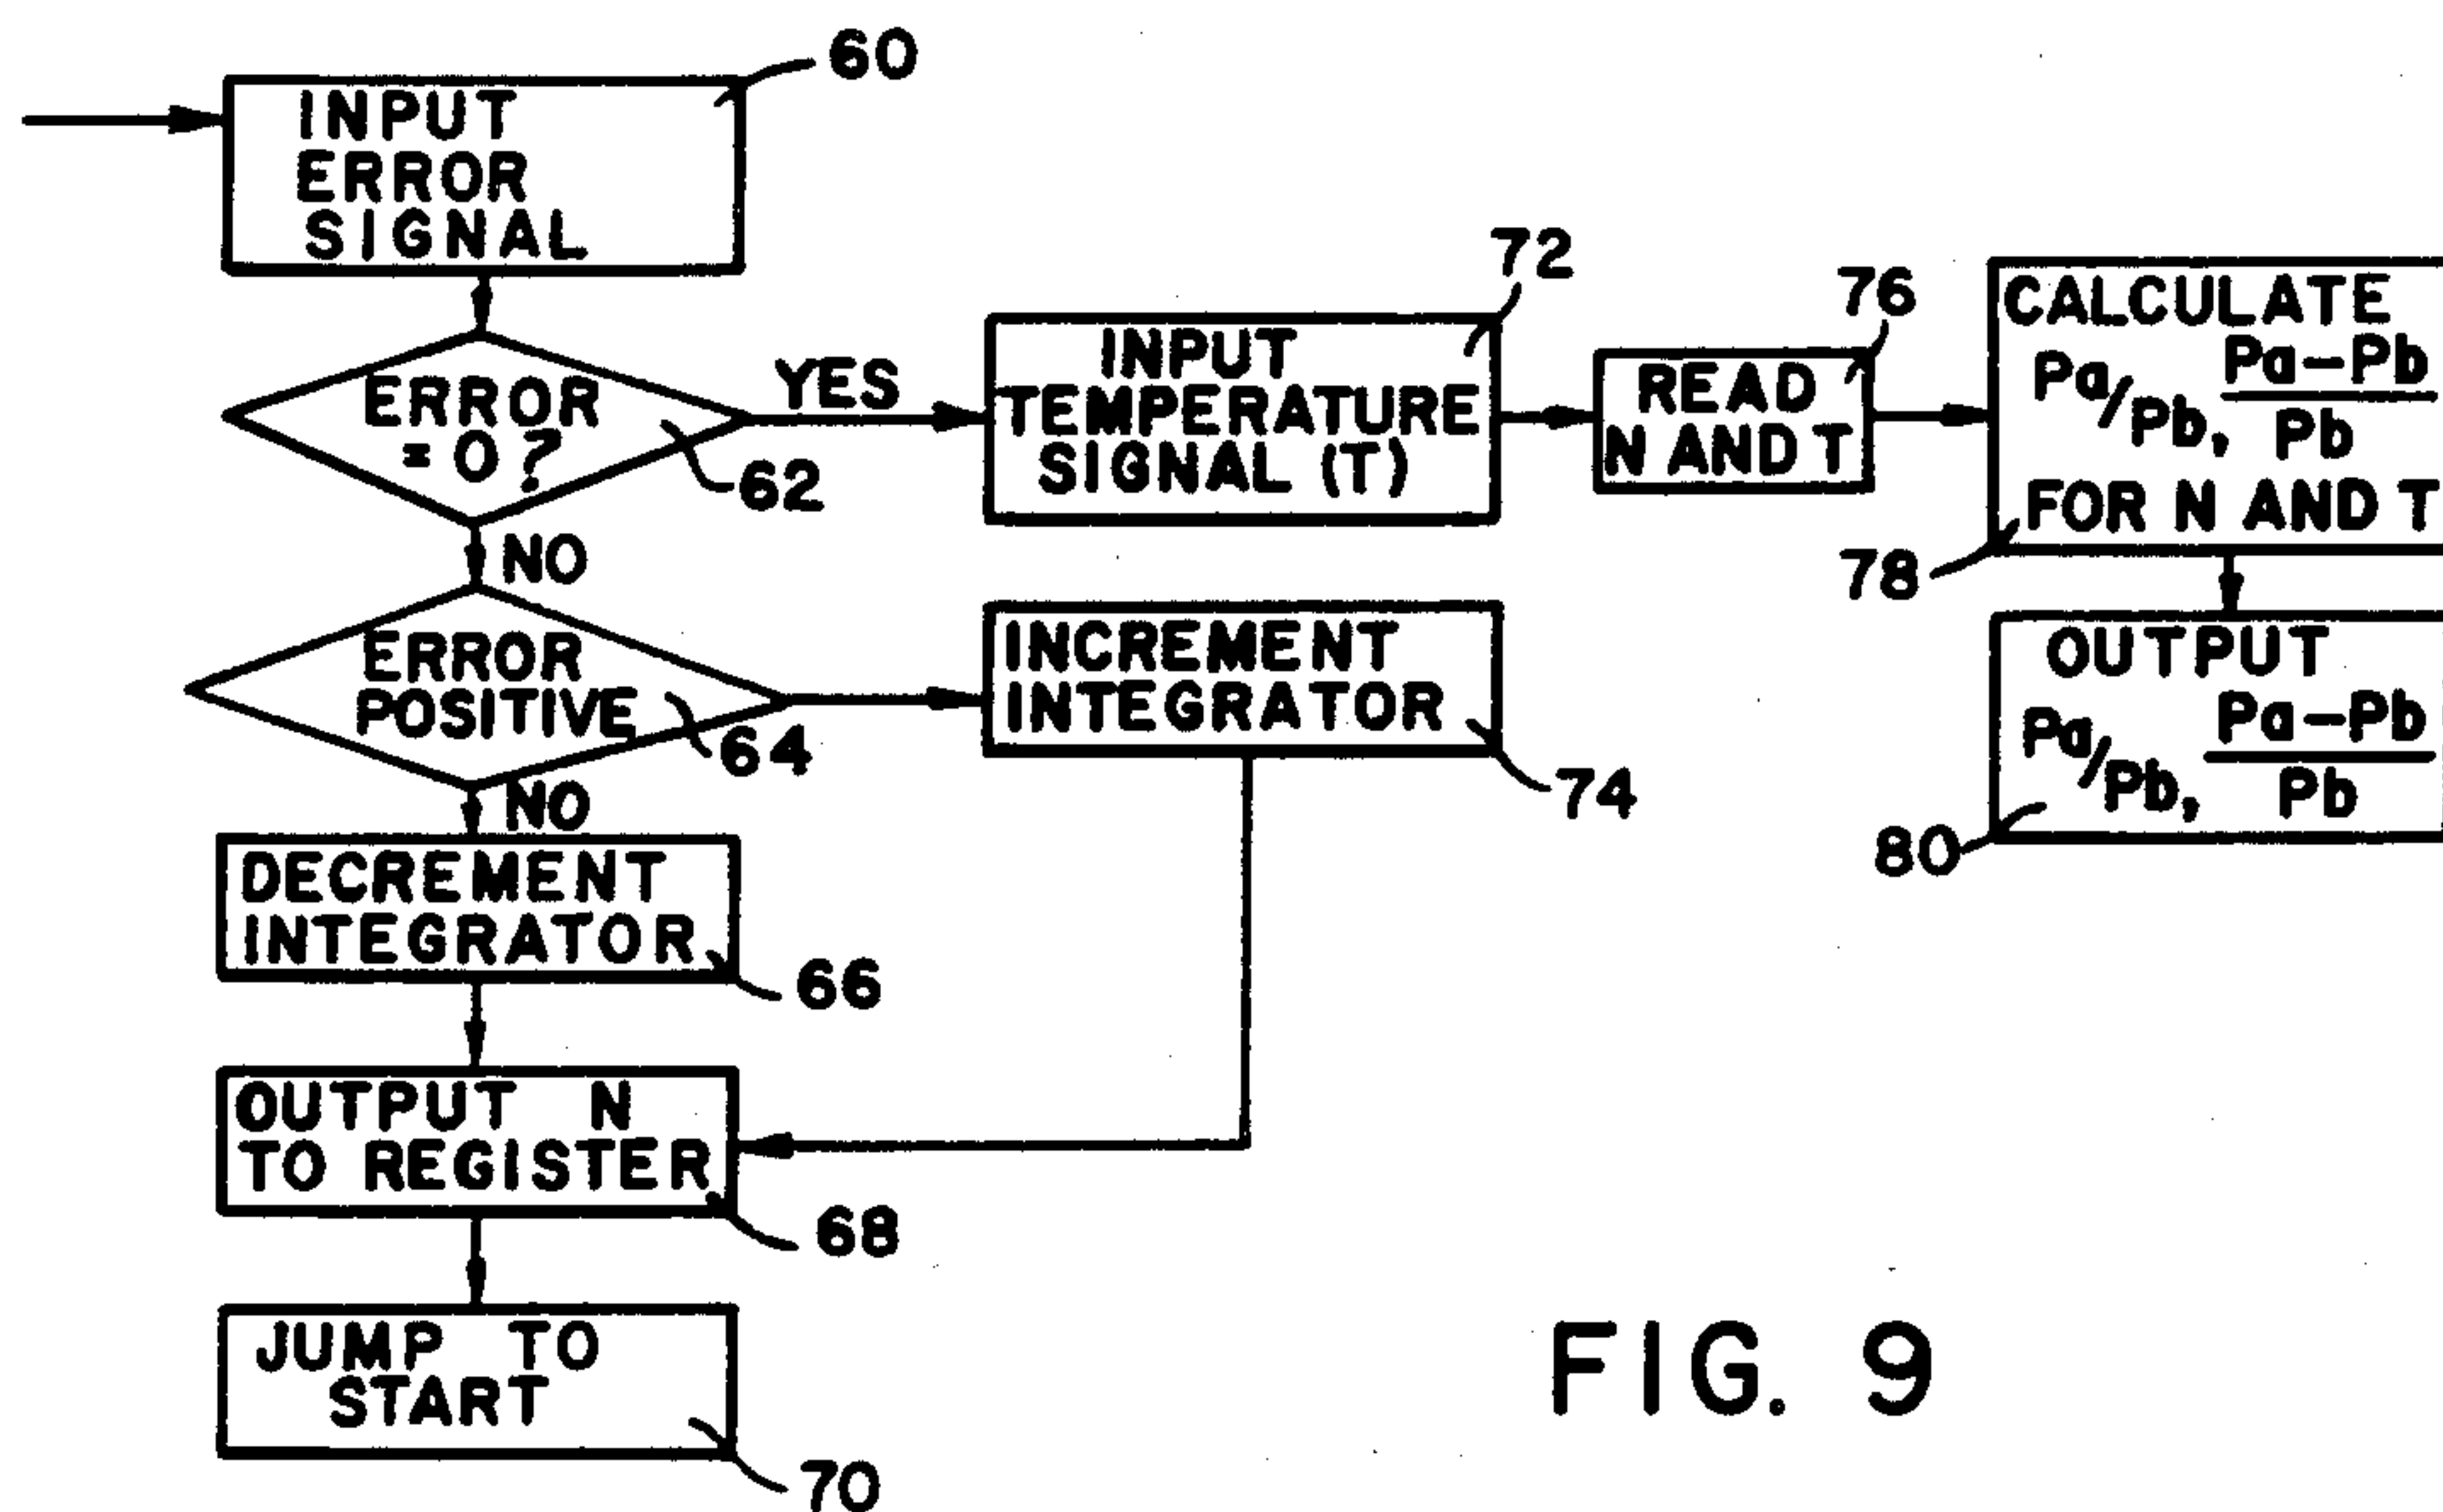 60
INPUT
ERROR
SIGNAL
ERROR
= 0 ?
62
YES
72
INPUT
TEMPERATURE
SIGNAL (T)
76
READ
N AND T
CALCULATE
Pa/Pb, Pa-Pb
Pb
FOR N AND T
78
NO
ERROR
POSITIVE
64
INCREMENT
INTEGRATOR
74
OUTPUT
Pa/Pb, Pa-Pb
Pb
80
NO
DECREMENT
INTEGRATOR
66
OUTPUT N
TO REGISTER
68
JUMP TO
START
70
FIG. 9